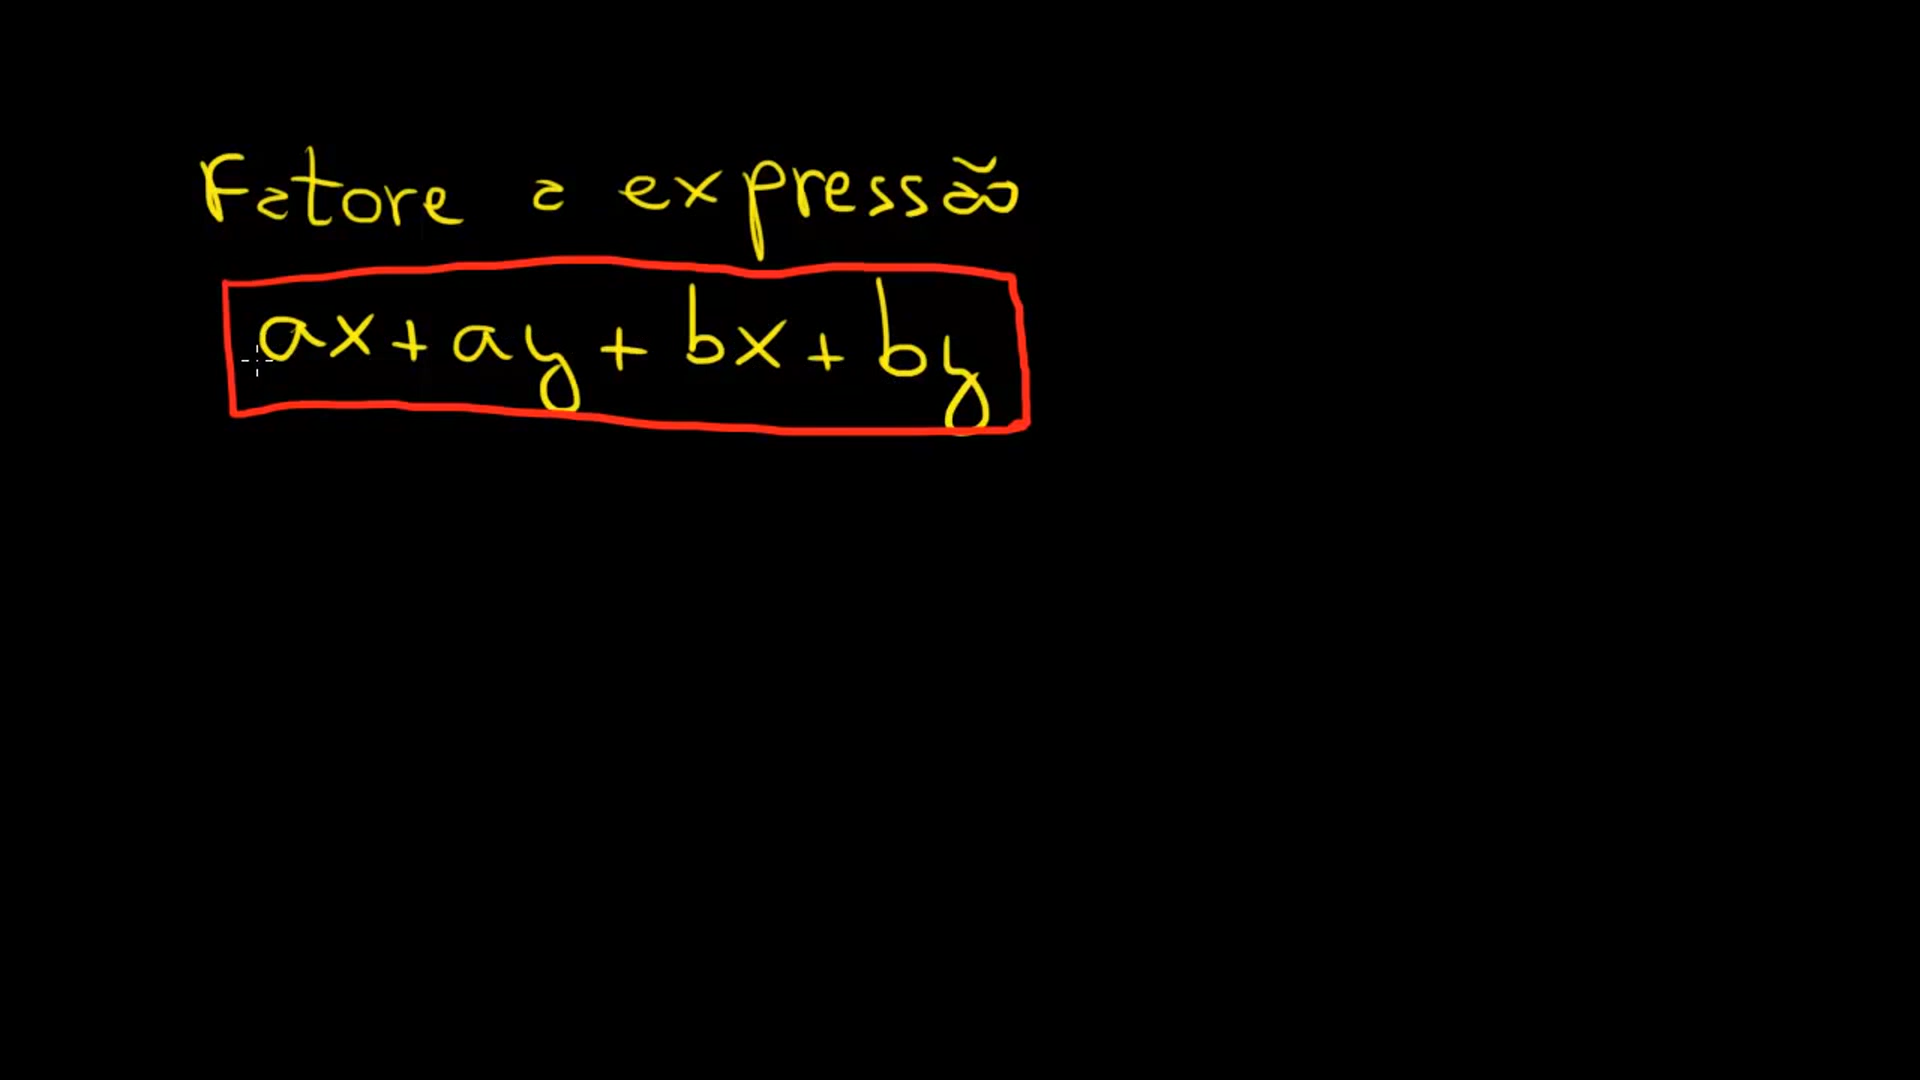 Fatore a expressão
ax + ay + bx + by